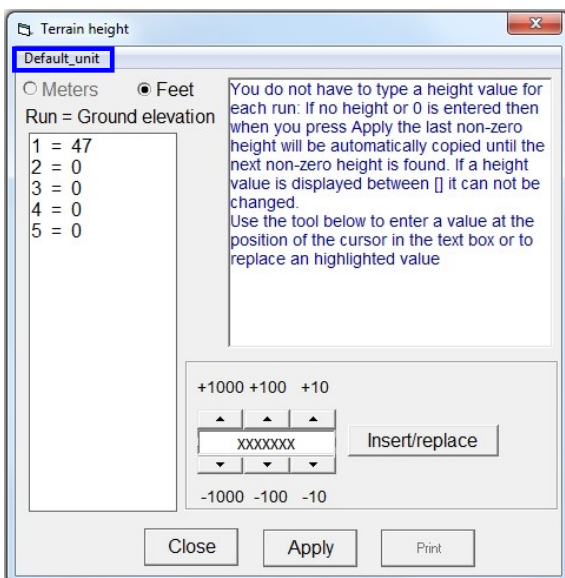 Terrain height
Default_unit
Meters Feet
Run = Ground elevation
1 = 47
2 = 0
3 = 0
4 = 0
5 = 0
You do not have to type a height value for
each run: If no height or 0 is entered then
when you press Apply the last non-zero
height will be automatically copied until the
next non-zero height is found. If a height
value is displayed between [] it can not be
changed.
Use the tool below to enter a value at the
position of the cursor in the text box or to
replace an highlighted value
+1000 +100 +10
XXXXXXX
Insert/replace
-1000 -100 -10
Close Apply Print